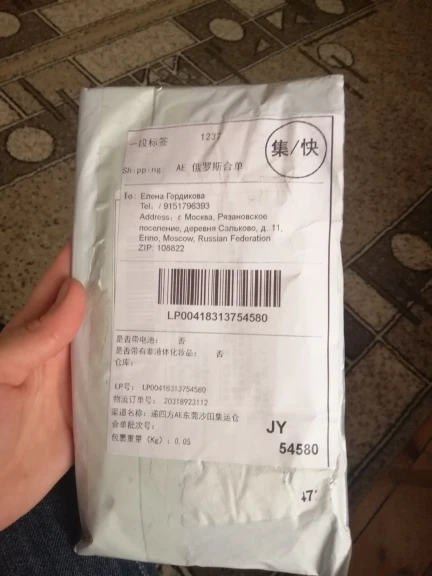 一段标签 1237
集/快
Shipping: AE 俄罗斯合单
To: Елена Гордикова
Tel. / 9151796393
Address: г Москва, Рязановское
поселение, деревня Сальково, д. 11,
Erino, Moscow, Russian Federation
ZIP: 108822
LP00418313754580
是否带电池: 否
是否带有非液体化妆品: 否
仓库:
LP号: LP00418313754580
物流订单号: 20318923112
渠道名称: 递四方AE东莞沙田集运仓
合单批次号:
包裹重量 (Kg): 0.05
JY
54580